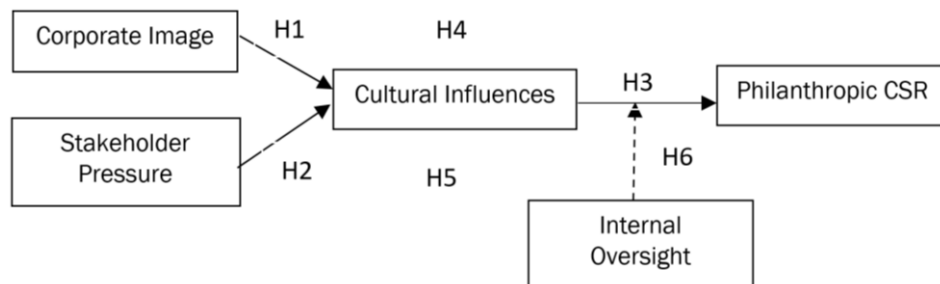 Corporate Image
H1
H4
Cultural Influences
H3
Philanthropic CSR
Stakeholder
Pressure
H2
H5
H6
Internal
Oversight